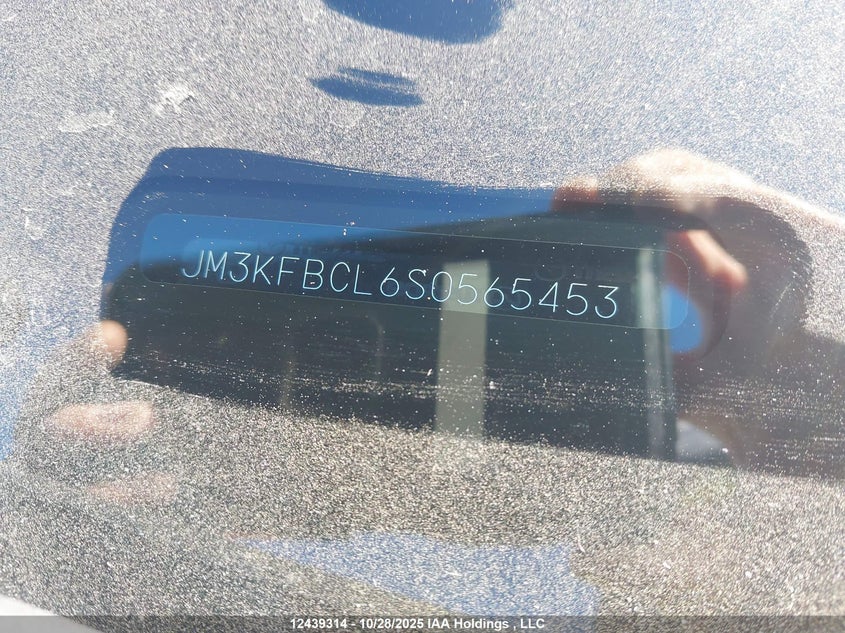 JM3KFBCL6S0565453
12439314 - 10/28/2025 IAA Holdings , LLC